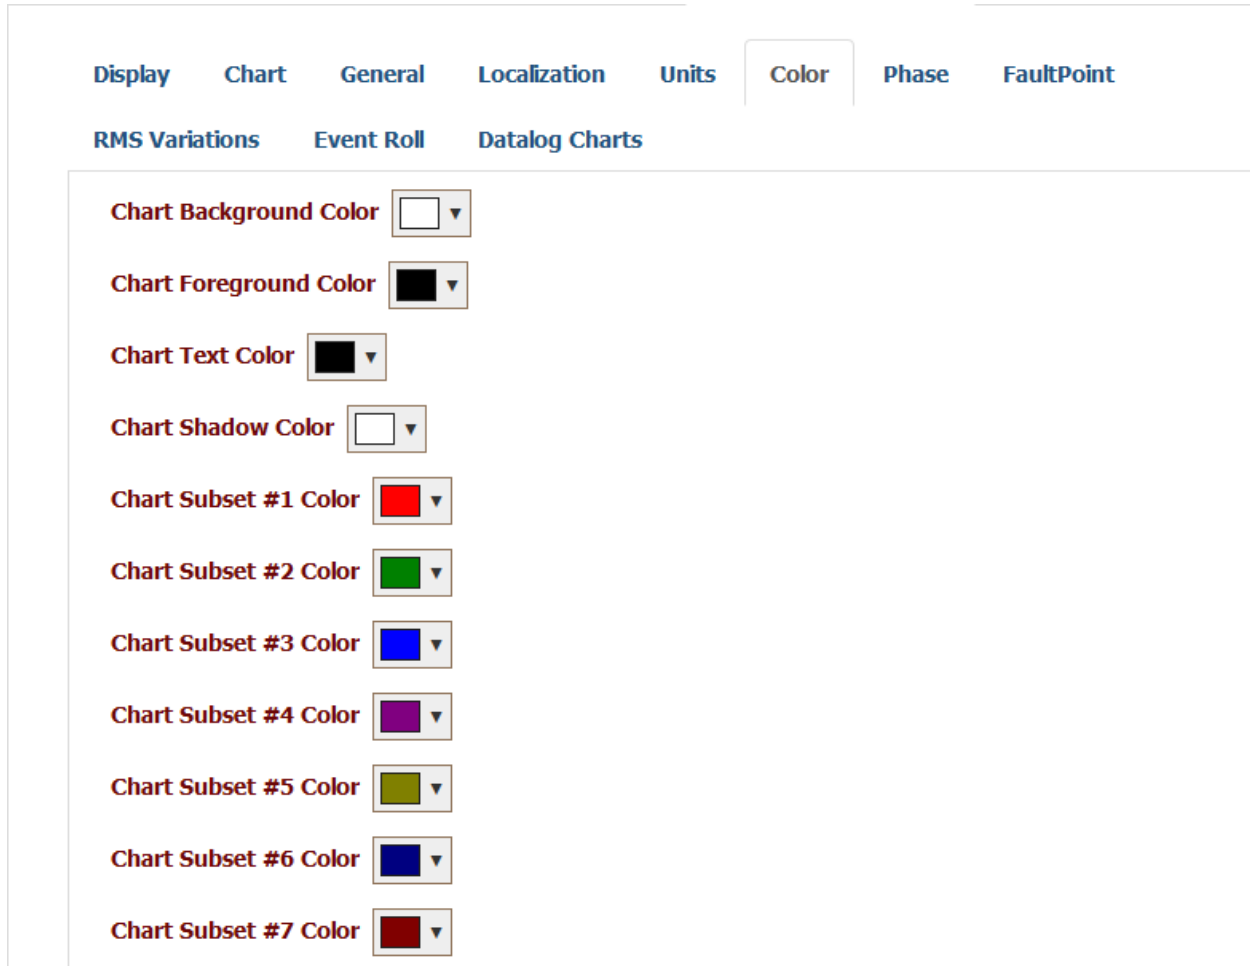 Display Chart General Localization Units Color Phase FaultPoint
RMS Variations Event Roll Datalog Charts
Chart Background Color
Chart Foreground Color
Chart Text Color
Chart Shadow Color
Chart Subset #1 Color
Chart Subset #2 Color
Chart Subset #3 Color
Chart Subset #4 Color
Chart Subset #5 Color
Chart Subset #6 Color
Chart Subset #7 Color